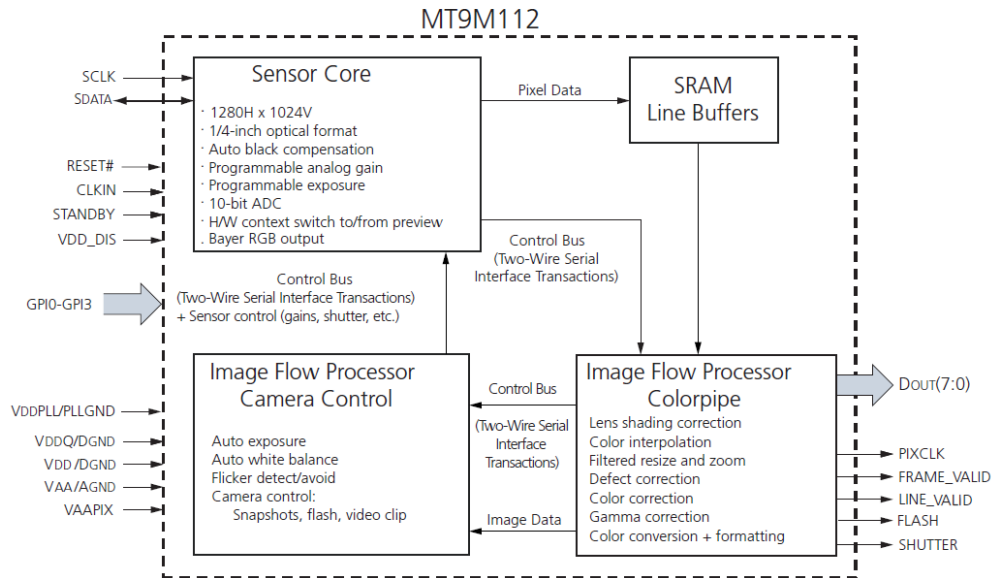 MT9M112
SCLK
SDATA
RESET#
CLKIN
STANDBY
VDD_DIS
GPI0-GPI3
VDDPLL/PLLGND
VDDQ/DGND
VDD/DGND
VAA/AGND
VAAPIX
Sensor Core
· 1280H x 1024V
· 1/4-inch optical format
· Auto black compensation
· Programmable analog gain
· Programmable exposure
· 10-bit ADC
· H/W context switch to/from preview
. Bayer RGB output
Pixel Data
SRAM
Line Buffers
Control Bus
(Two-Wire Serial
Interface Transactions)
Control Bus
(Two-Wire Serial Interface Transactions)
+ Sensor control (gains, shutter, etc.)
Image Flow Processor
Camera Control
Auto exposure
Auto white balance
Flicker detect/avoid
Camera control:
Snapshots, flash, video clip
Control Bus
(Two-Wire Serial
Interface
Transactions)
Image Data
Image Flow Processor
Colorpipe
Lens shading correction
Color interpolation
Filtered resize and zoom
Defect correction
Color correction
Gamma correction
Color conversion + formatting
DOUT(7:0)
PIXCLK
FRAME_VALID
LINE_VALID
FLASH
SHUTTER